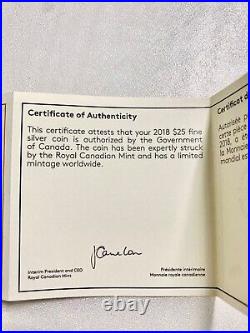 Certificate of Authenticity
This certificate attests that your 2018 $25 fine
silver coin is authorized by the Government
of Canada. The coin has been expertly struck
by the Royal Canadian Mint and has a limited
mintage worldwide.
Interim President and CEO
Royal Canadian Mint
Présidente intérimaire
Monnaie royale canadienne
Certificat d
Autorisée p
cette pièce
2018, a é
la Monnaie
mondial es